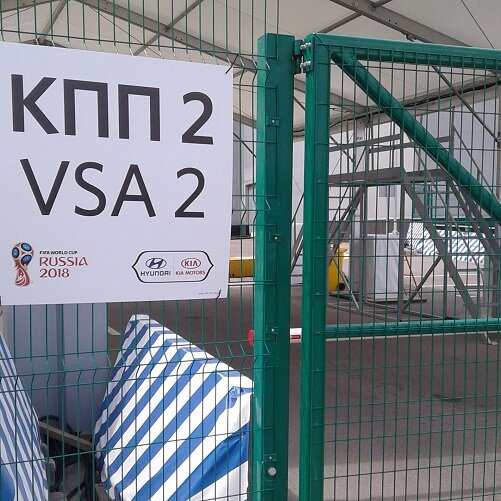 КПП 2
VSA 2
FIFA WORLD CUP
RUSSIA
2018
HYUNDAI
KIA
KIA MOTORS